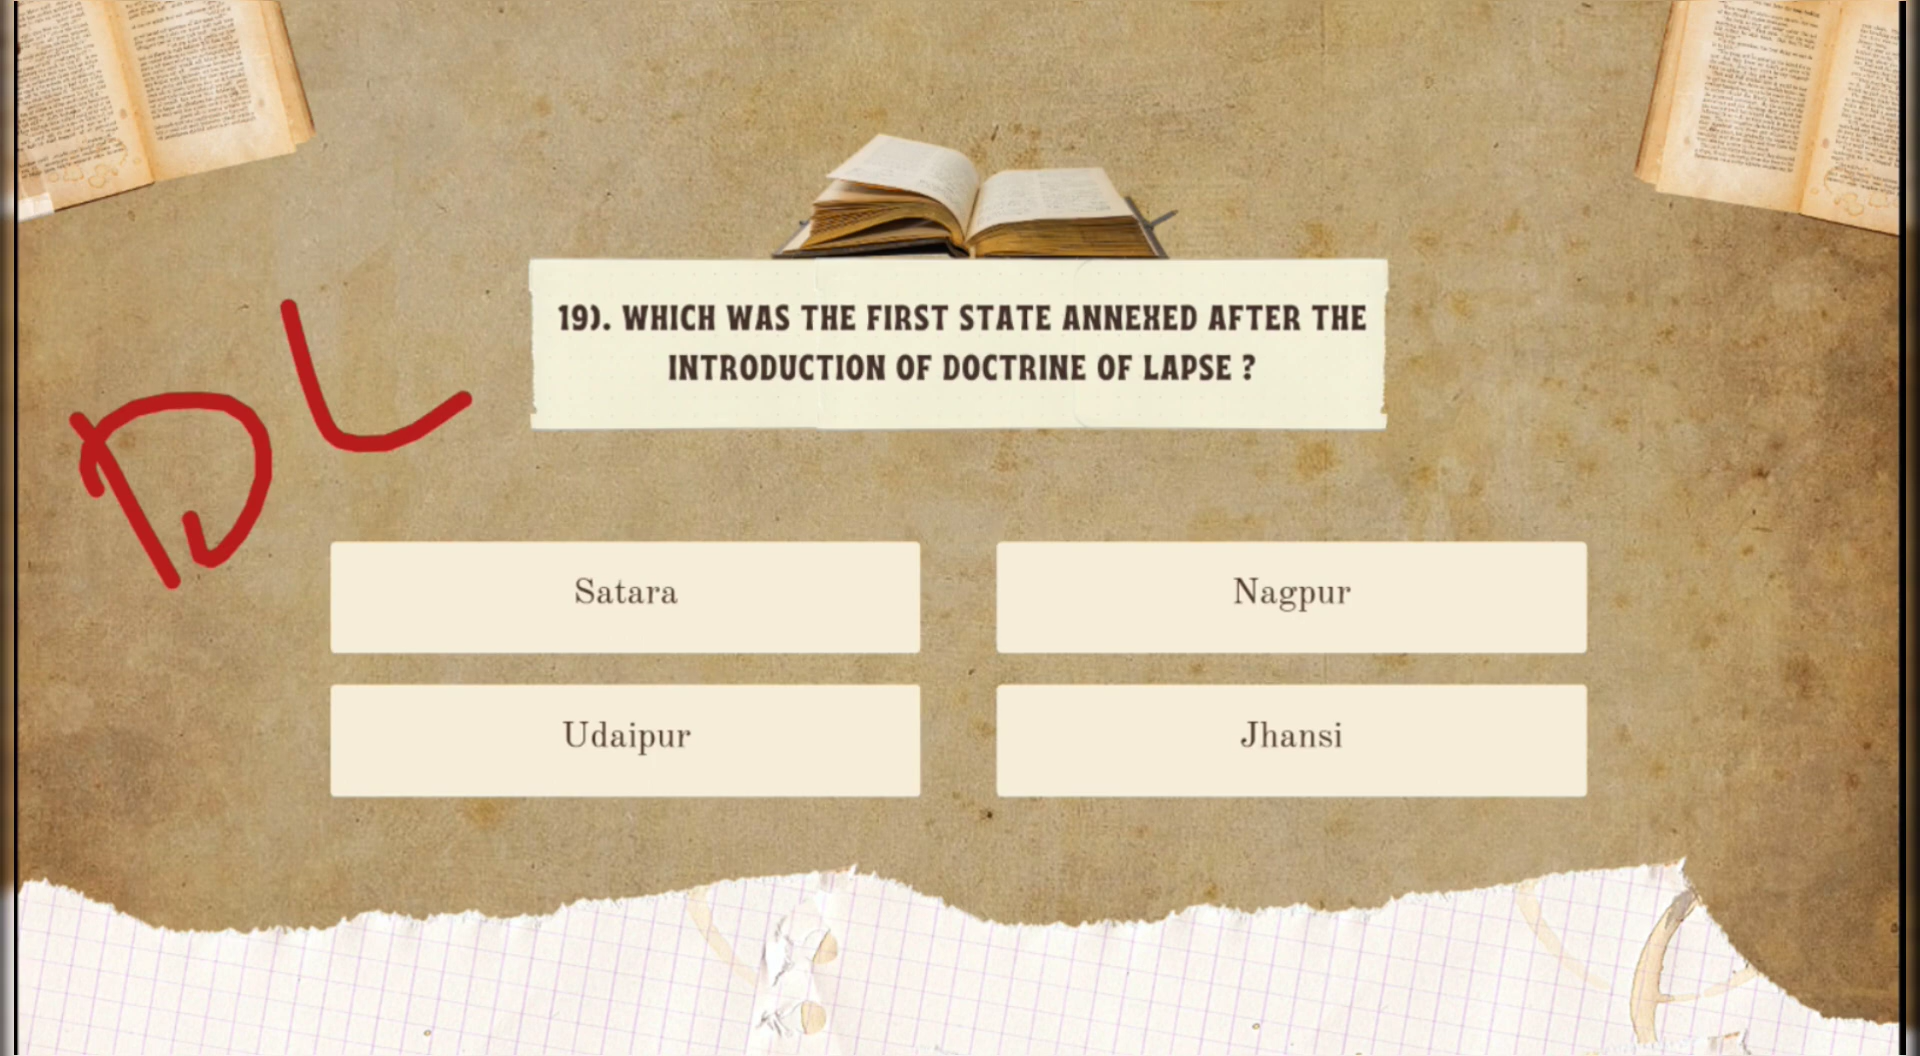 19). WHICH WAS THE FIRST STATE ANNEXED AFTER THE
INTRODUCTION OF DOCTRINE OF LAPSE ?
DL
Satara
Nagpur
Udaipur
Jhansi